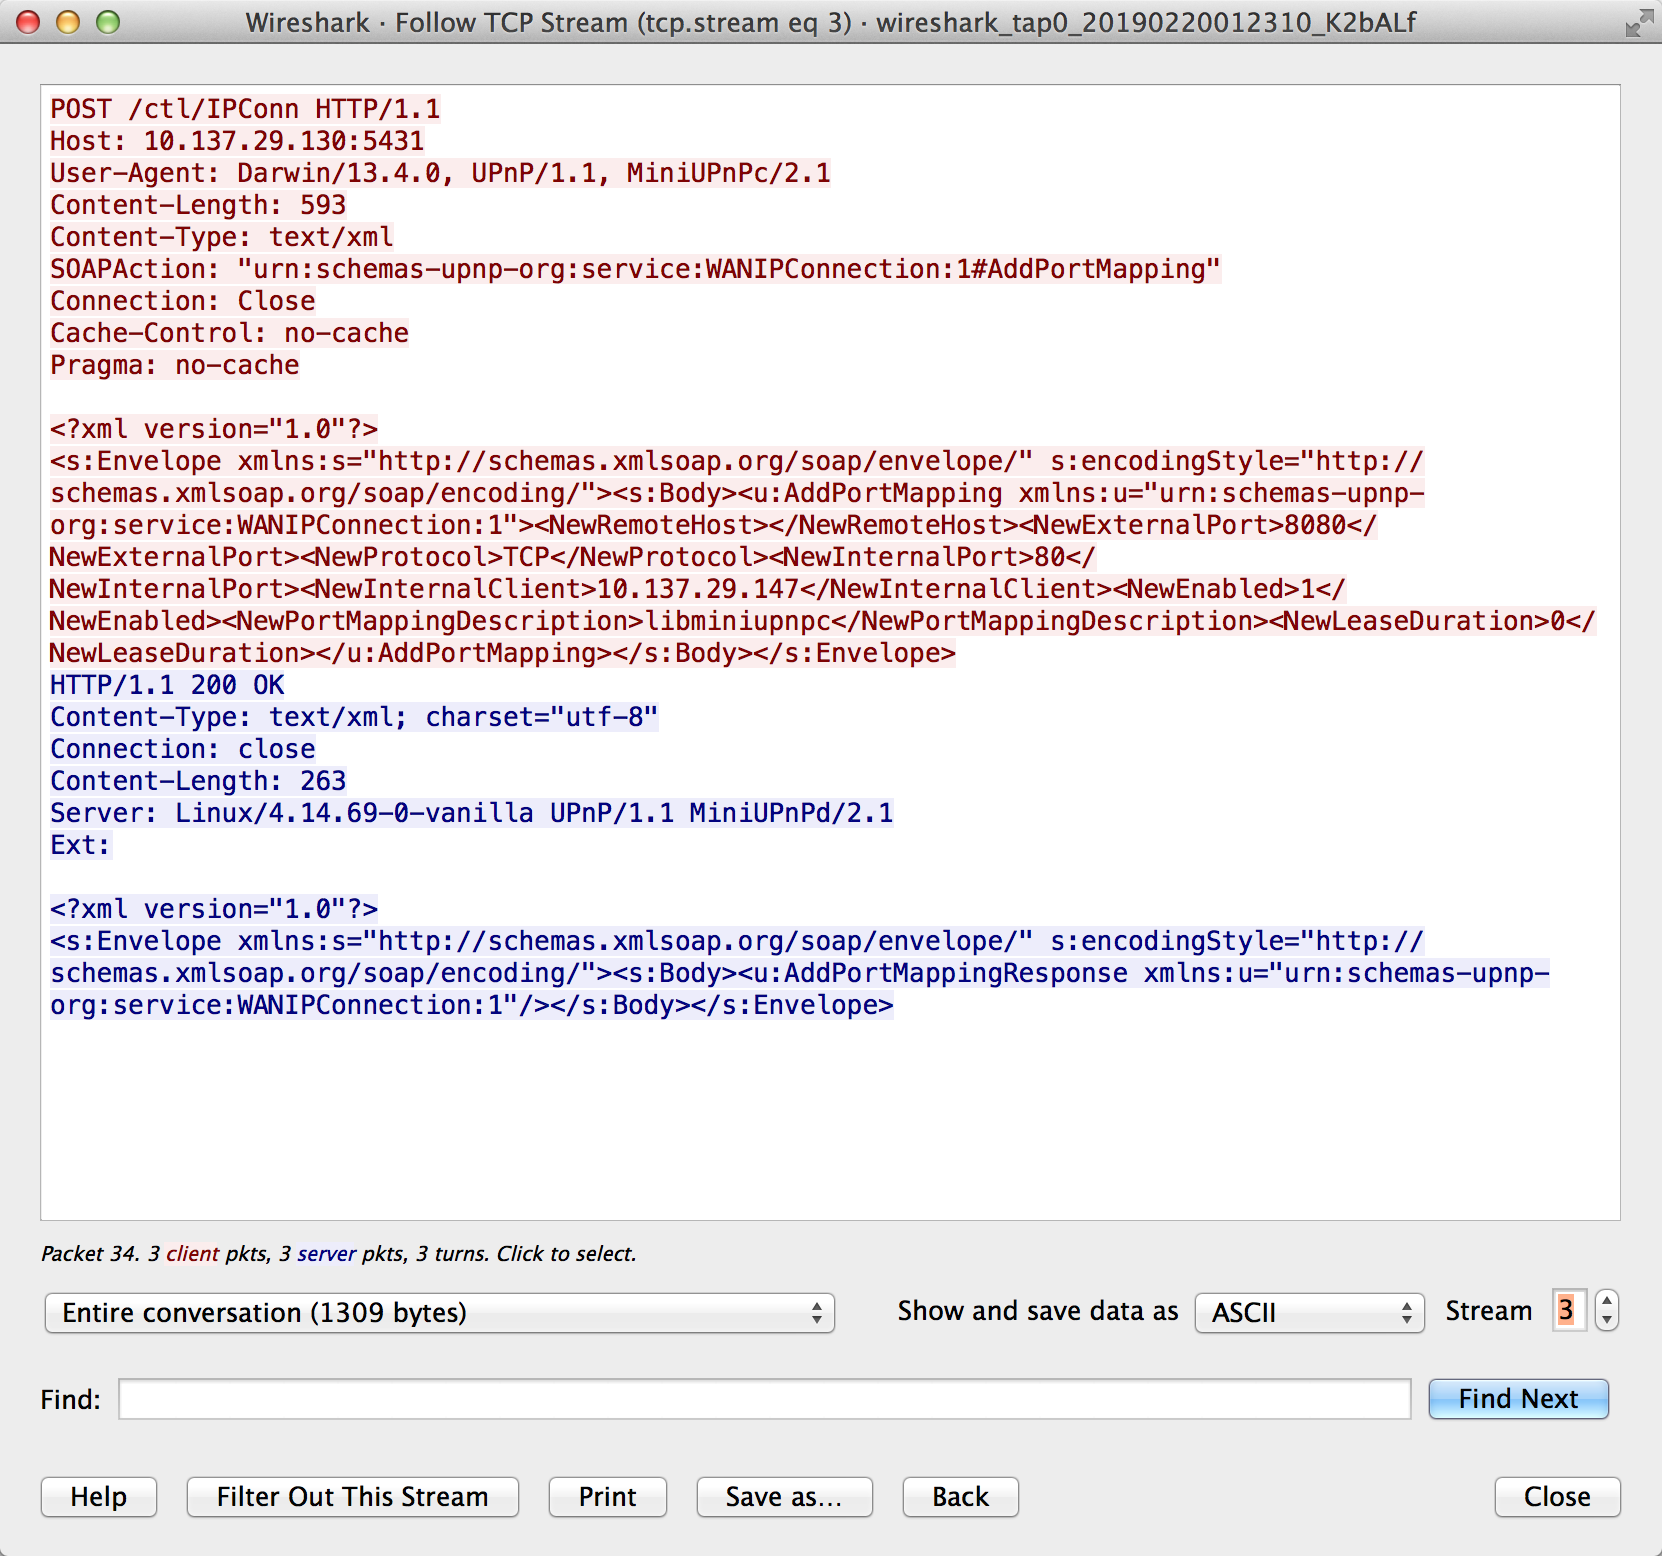 Wireshark · Follow TCP Stream (tcp.stream eq 3) · wireshark_tap0_20190220012310_K2bALf
POST /ctl/IPConn HTTP/1.1
Host: 10.137.29.130:5431
User-Agent: Darwin/13.4.0, UPnP/1.1, MiniUPnPc/2.1
Content-Length: 593
Content-Type: text/xml
SOAPAction: "urn:schemas-upnp-org:service:WANIPConnection:1#AddPortMapping"
Connection: Close
Cache-Control: no-cache
Pragma: no-cache
<?xml version="1.0"?>
<s:Envelope xmlns:s="http://schemas.xmlsoap.org/soap/envelope/" s:encodingStyle="http://
schemas.xmlsoap.org/soap/encoding/"><s:Body><u:AddPortMapping xmlns:u="urn:schemas-upnp-
org:service:WANIPConnection:1"><NewRemoteHost></NewRemoteHost><NewExternalPort>8080</
NewExternalPort><NewProtocol>TCP</NewProtocol><NewInternalPort>80</
NewInternalPort><NewInternalClient>10.137.29.147</NewInternalClient><NewEnabled>1</
NewEnabled><NewPortMappingDescription>libminiupnpc</NewPortMappingDescription><NewLeaseDuration>0</
NewLeaseDuration></u:AddPortMapping></s:Body></s:Envelope>
HTTP/1.1 200 OK
Content-Type: text/xml; charset="utf-8"
Connection: close
Content-Length: 263
Server: Linux/4.14.69-0-vanilla UPnP/1.1 MiniUPnPd/2.1
Ext:
<?xml version="1.0"?>
<s:Envelope xmlns:s="http://schemas.xmlsoap.org/soap/envelope/" s:encodingStyle="http://
schemas.xmlsoap.org/soap/encoding/"><s:Body><u:AddPortMappingResponse xmlns:u="urn:schemas-upnp-
org:service:WANIPConnection:1"/></s:Body></s:Envelope>
Packet 34. 3 client pkts, 3 server pkts, 3 turns. Click to select.
Entire conversation (1309 bytes) Show and save data as ASCII Stream 3
Find: Find Next
Help Filter Out This Stream Print Save as... Back Close